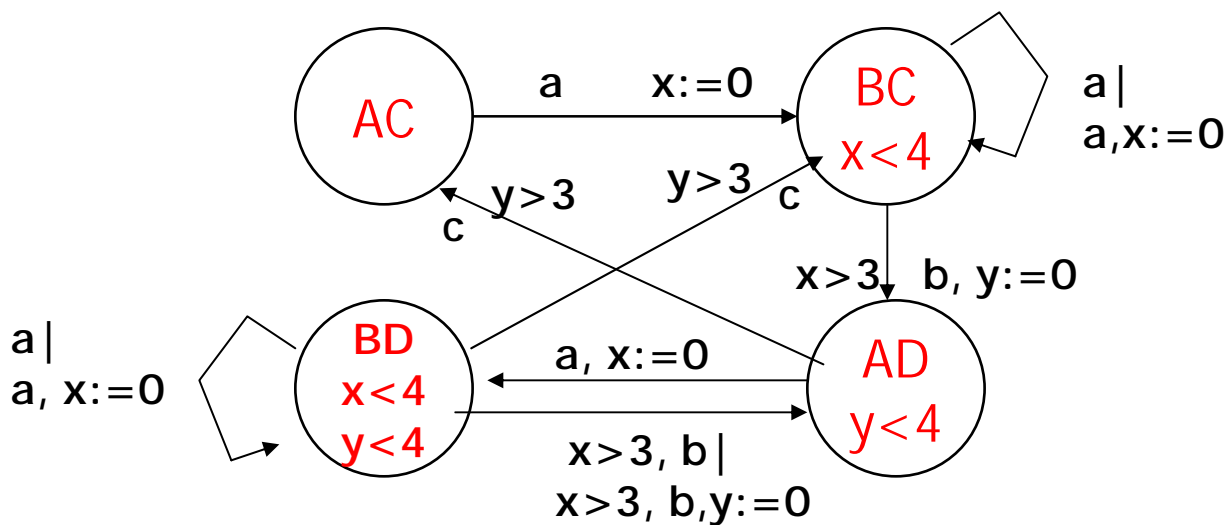 AC
a x:=0
BC
x<4
a|
a,x:=0
y>3
c
y>3
c
x>3 b, y:=0
a|
a, x:=0
BD
x<4
y<4
a, x:=0
AD
y<4
x>3, b|
x>3, b,y:=0